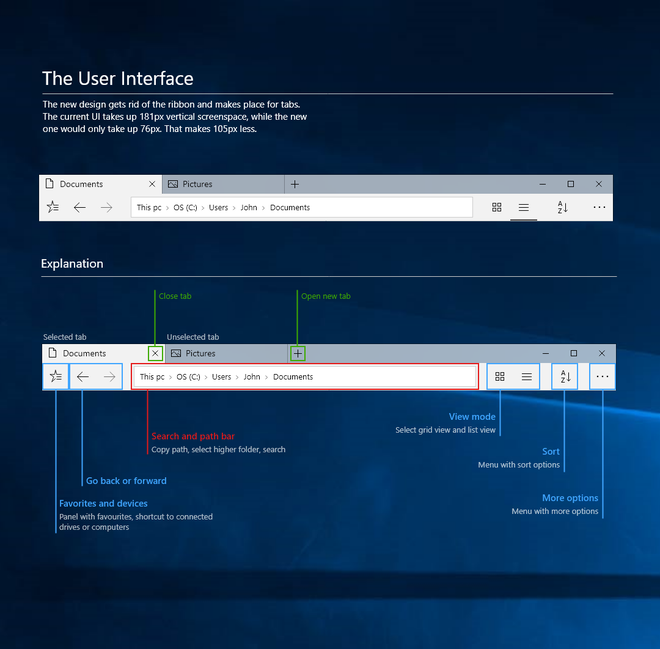 The User Interface
The new design gets rid of the ribbon and makes place for tabs.
The current UI takes up 181px vertical screenspace, while the new
one would only take up 76px. That makes 105px less.
Documents
Pictures
This pc > OS (C:) > Users > John > Documents
A
Z
Explanation
Close tab
Open new tab
Selected tab
Unselected tab
Documents
Pictures
This pc > OS (C:) > Users > John > Documents
A
Z
View mode
Select grid view and list view
Search and path bar
Copy path, select higher folder, search
Sort
Menu with sort options
Go back or forward
More options
Menu with more options
Favorites and devices
Panel with favourites, shortcut to connected
drives or computers